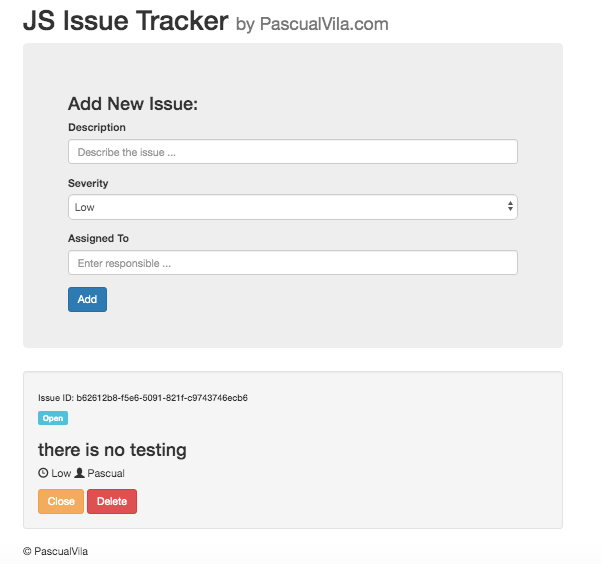 JS Issue Tracker by PascualVila.com
Add New Issue:
Description
Describe the issue ...
Severity
Low
Assigned To
Enter responsible ...
Add
Issue ID: b62612b8-f5e6-5091-821f-c9743746ecb6
Open
there is no testing
Low Pascual
Close Delete
© PascualVila